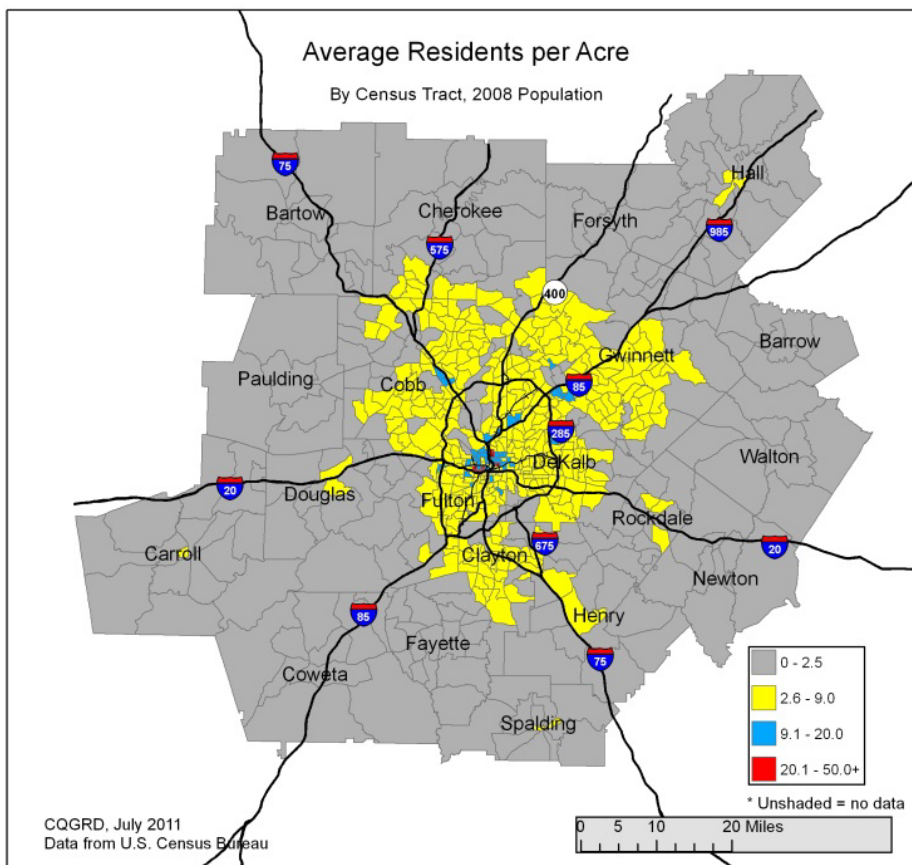 Average Residents per Acre
By Census Tract, 2008 Population
75
Hall
Bartow
Cherokee
Forsyth
985
575
400
Barrow
Gwinnett
Paulding
Cobb
85
285
Walton
DeKalb
20
Douglas
Fulton
Rockdale
Carroll
Clayton
675
20
Newton
85
Henry
Fayette
75
Coweta
Spalding
0 - 2.5
2.6 - 9.0
9.1 - 20.0
20.1 - 50.0+
* Unshaded = no data
CQGRD, July 2011
Data from U.S. Census Bureau
0 5 10 20 Miles